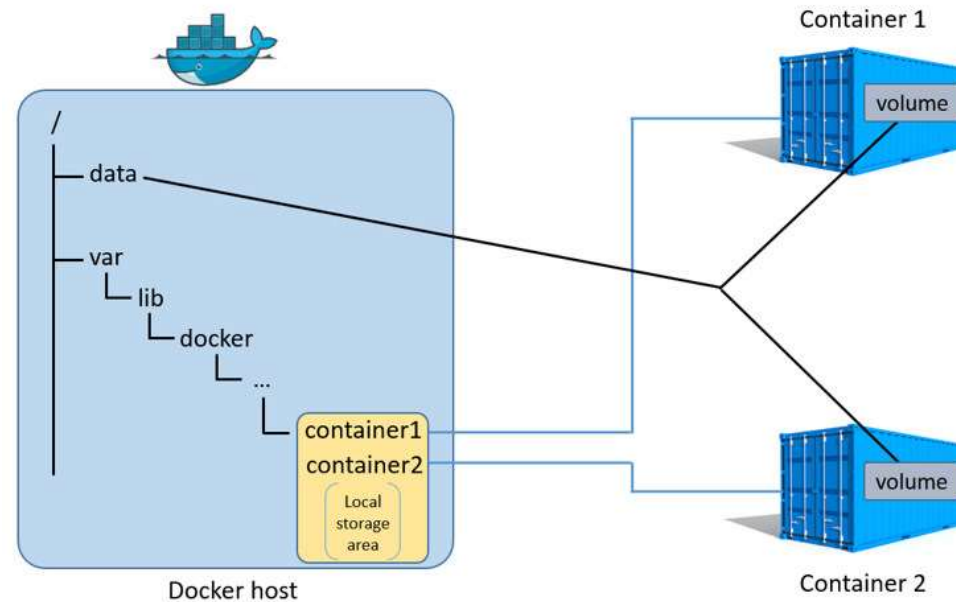 Container 1
volume
/
data
var
lib
docker
...
container1
container2
Local
storage
area
volume
Docker host
Container 2